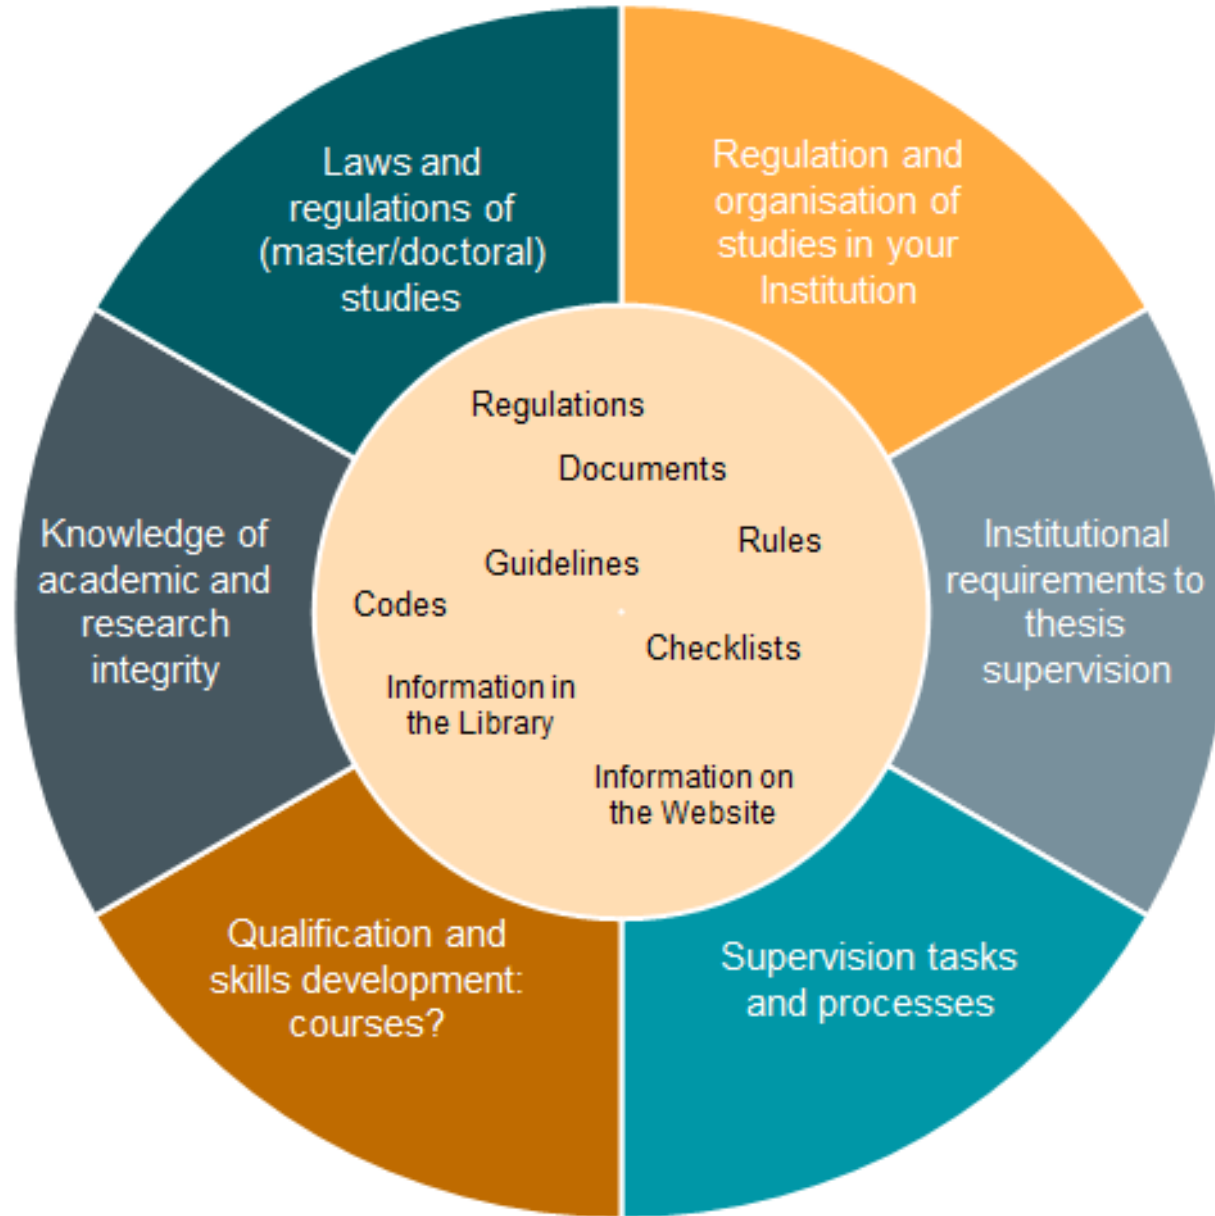 Laws and
regulations of
(master/doctoral)
studies
Regulation and
organisation of
studies in your
Institution
Institutional
requirements to
thesis
supervision
Supervision tasks
and processes
Qualification and
skills development:
courses?
Knowledge of
academic and
research
integrity
Regulations
Documents
Rules
Guidelines
Codes
Checklists
Information in
the Library
Information on
the Website